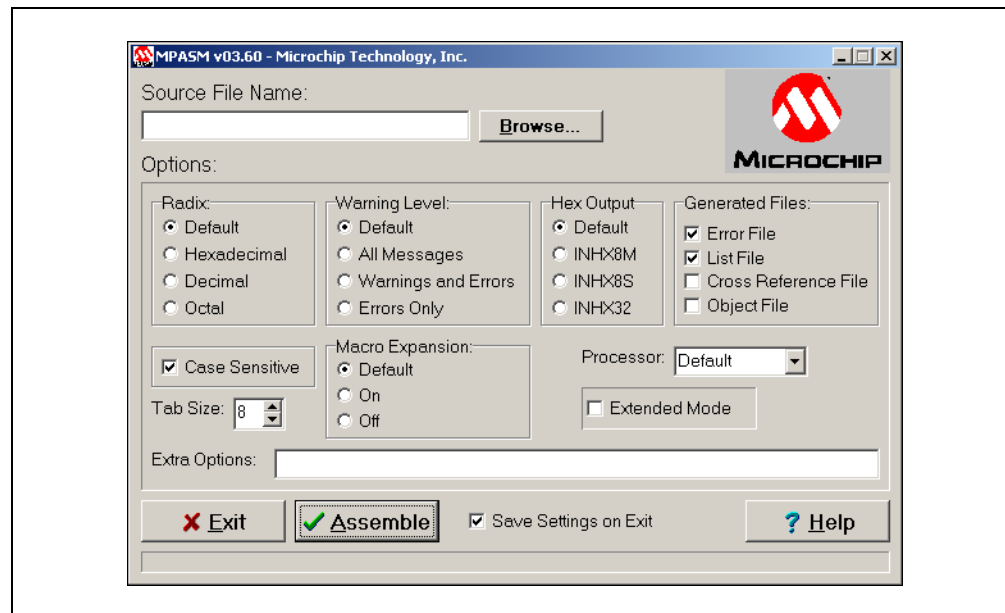 MPASM v03.60 - Microchip Technology, Inc.
Source File Name:
Browse...
MICROCHIP
Options:
Radix:
Default
Hexadecimal
Decimal
Octal
Warning Level:
Default
All Messages
Warnings and Errors
Errors Only
Hex Output
Default
INHX8M
INHX8S
INHX32
Generated Files:
Error File
List File
Cross Reference File
Object File
Case Sensitive
Tab Size: 8
Macro Expansion:
Default
On
Off
Processor: Default
Extended Mode
Extra Options:
Exit
Assemble
Save Settings on Exit
? Help